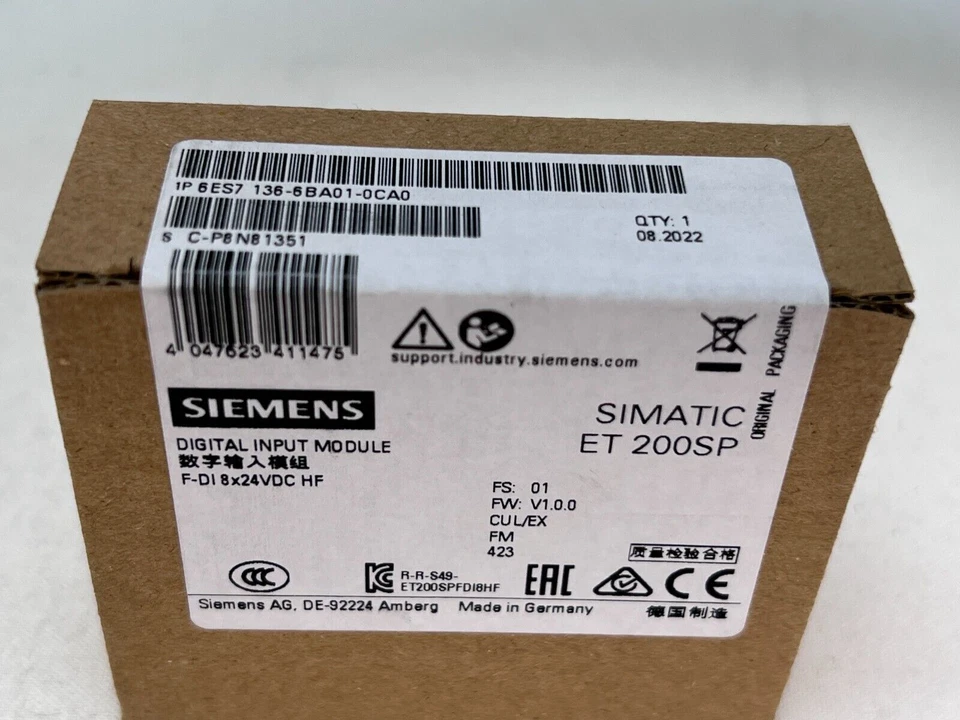 1P 6ES7 136-6BA01-0CA0
S C-P8N81351
QTY: 1
08.2022
4 047623 411475
support.industry.siemens.com
ORIGINAL PACKAGING
SIEMENS
SIMATIC
ET 200SP
DIGITAL INPUT MODULE
数字输入模组
F-DI 8x24VDC HF
FS: 01
FW: V1.0.0
CUL/EX
FM
423
质量检验合格
CCC
R-R-S49-
ET200SPFDI8HF
EAC
CE
Siemens AG, DE-92224 Amberg Made in Germany
德国制造